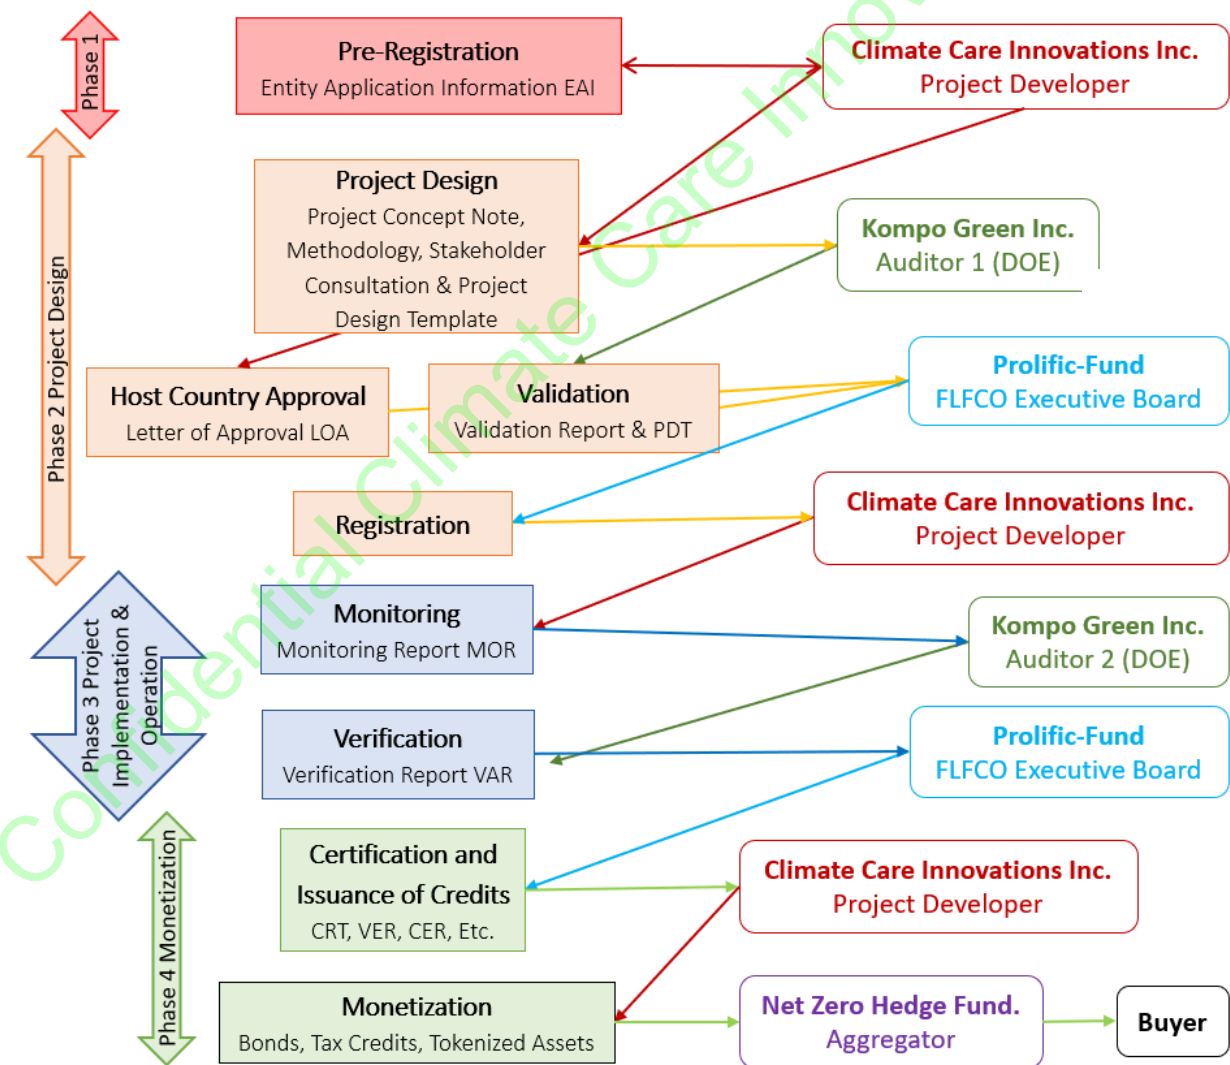 Phase 1
Pre-Registration
Entity Application Information EAI
Climate Care Innovations Inc.
Project Developer
Phase 2 Project Design
Project Design
Project Concept Note,
Methodology, Stakeholder
Consultation & Project
Design Template
Kompo Green Inc.
Auditor 1 (DOE)
Host Country Approval
Letter of Approval LOA
Validation
Validation Report & PDT
Prolific-Fund
FLFCO Executive Board
Registration
Climate Care Innovations Inc.
Project Developer
Phase 3 Project
Implementation &
Operation
Monitoring
Monitoring Report MOR
Kompo Green Inc.
Auditor 2 (DOE)
Verification
Verification Report VAR
Prolific-Fund
FLFCO Executive Board
Phase 4 Monetization
Certification and
Issuance of Credits
CRT, VER, CER, Etc.
Climate Care Innovations Inc.
Project Developer
Monetization
Bonds, Tax Credits, Tokenized Assets
Net Zero Hedge Fund.
Aggregator
Buyer
Confidential Climate Care Innov